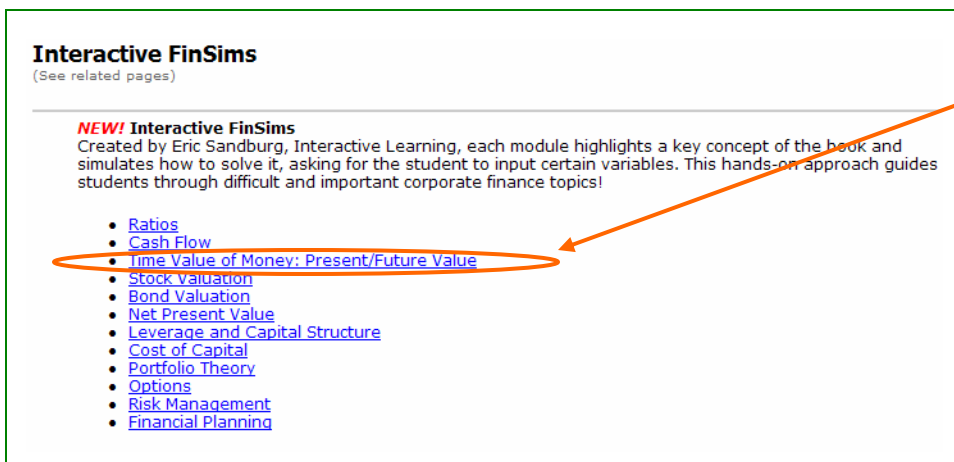 Interactive FinSims
(See related pages)
NEW! Interactive FinSims
Created by Eric Sandburg, Interactive Learning, each module highlights a key concept of the book and
simulates how to solve it, asking for the student to input certain variables. This hands-on approach guides
students through difficult and important corporate finance topics!
• Ratios
• Cash Flow
• Time Value of Money: Present/Future Value
• Stock Valuation
• Bond Valuation
• Net Present Value
• Leverage and Capital Structure
• Cost of Capital
• Portfolio Theory
• Options
• Risk Management
• Financial Planning